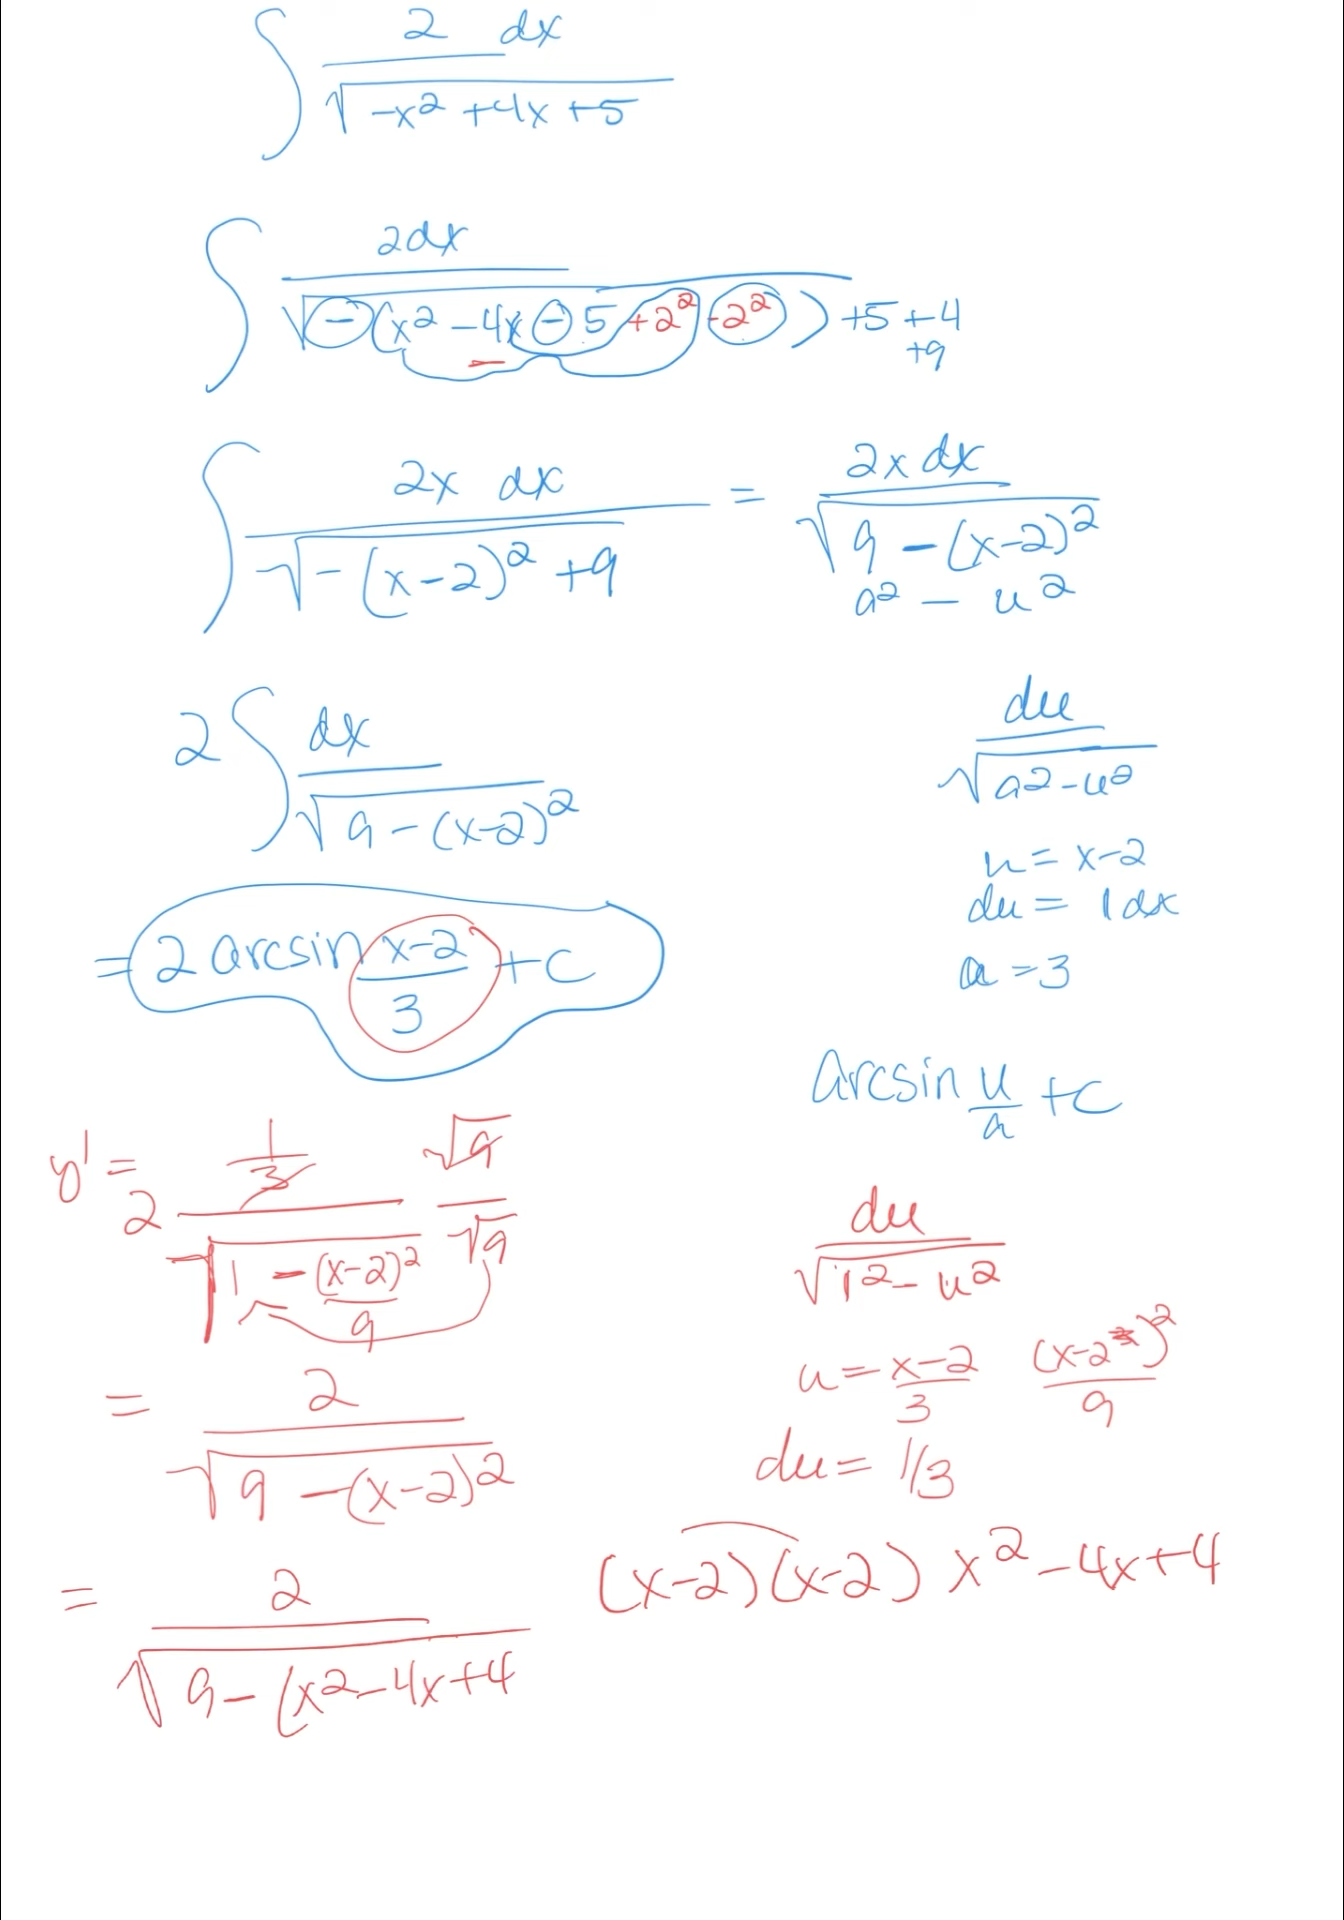 ∫ 2 dx / √(-x² + 4x + 5)
∫ 2dx / √(-(x² - 4x - 5 + 2² - 2²)) +5 + 4
+9
∫ 2x dx / √(-(x-2)² + 9) = 2x dx / √(9 - (x-2)²)
a² - u²
2 ∫ dx / √(9 - (x-2)²)
du / √(a² - u²)
u = x-2
du = 1 dx
a = 3
= 2 arcsin (x-2)/3 + c
arcsin u/a + c
y' = 2 (1/3) / √(1 - (x-2)²/9) √9/√9
du / √(1² - u²)
u = (x-2)/3 (x-2)²/9
du = 1/3
= 2 / √(9 - (x-2)²)
(x-2)(x-2) x² - 4x + 4
= 2 / √(9 - (x² - 4x + 4